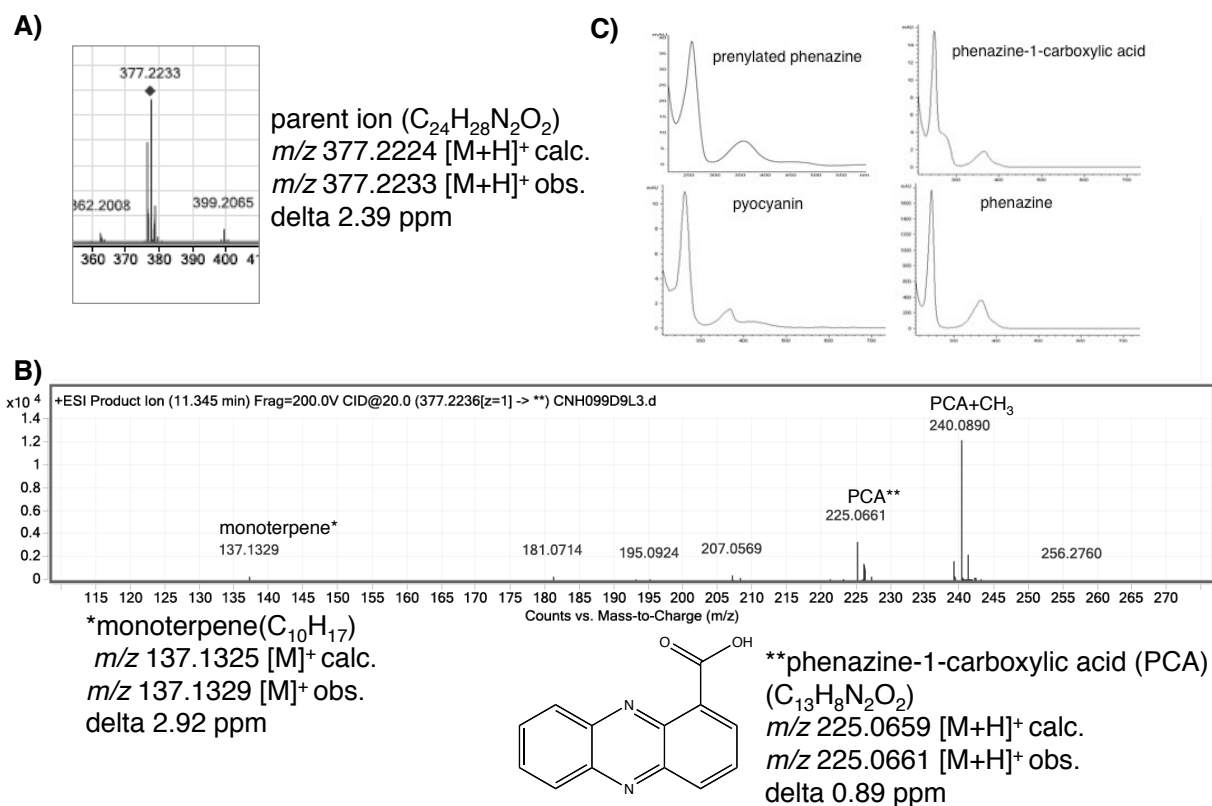 A)
377.2233
362.2008
399.2065
360 370 380 390 400
parent ion (C24H28N2O2)
m/z 377.2224 [M+H]+ calc.
m/z 377.2233 [M+H]+ obs.
delta 2.39 ppm
C)
prenylated phenazine
phenazine-1-carboxylic acid
pyocyanin
phenazine
B)
x10 4
+ESI Product Ion (11.345 min) Frag=200.0V CID@20.0 (377.2236[z=1] -> **) CNH099D9L3.d
1.4
1.2
1
0.8
0.6
0.4
0.2
0
PCA+CH3
240.0890
PCA**
225.0661
monoterpene*
137.1329
181.0714
195.0924
207.0569
256.2760
115 120 125 130 135 140 145 150 155 160 165 170 175 180 185 190 195 200 205 210 215 220 225 230 235 240 245 250 255 260 265 270
Counts vs. Mass-to-Charge (m/z)
*monoterpene(C10H17)
m/z 137.1325 [M]+ calc.
m/z 137.1329 [M]+ obs.
delta 2.92 ppm
O
OH
N
N
**phenazine-1-carboxylic acid (PCA)
(C13H8N2O2)
m/z 225.0659 [M+H]+ calc.
m/z 225.0661 [M+H]+ obs.
delta 0.89 ppm